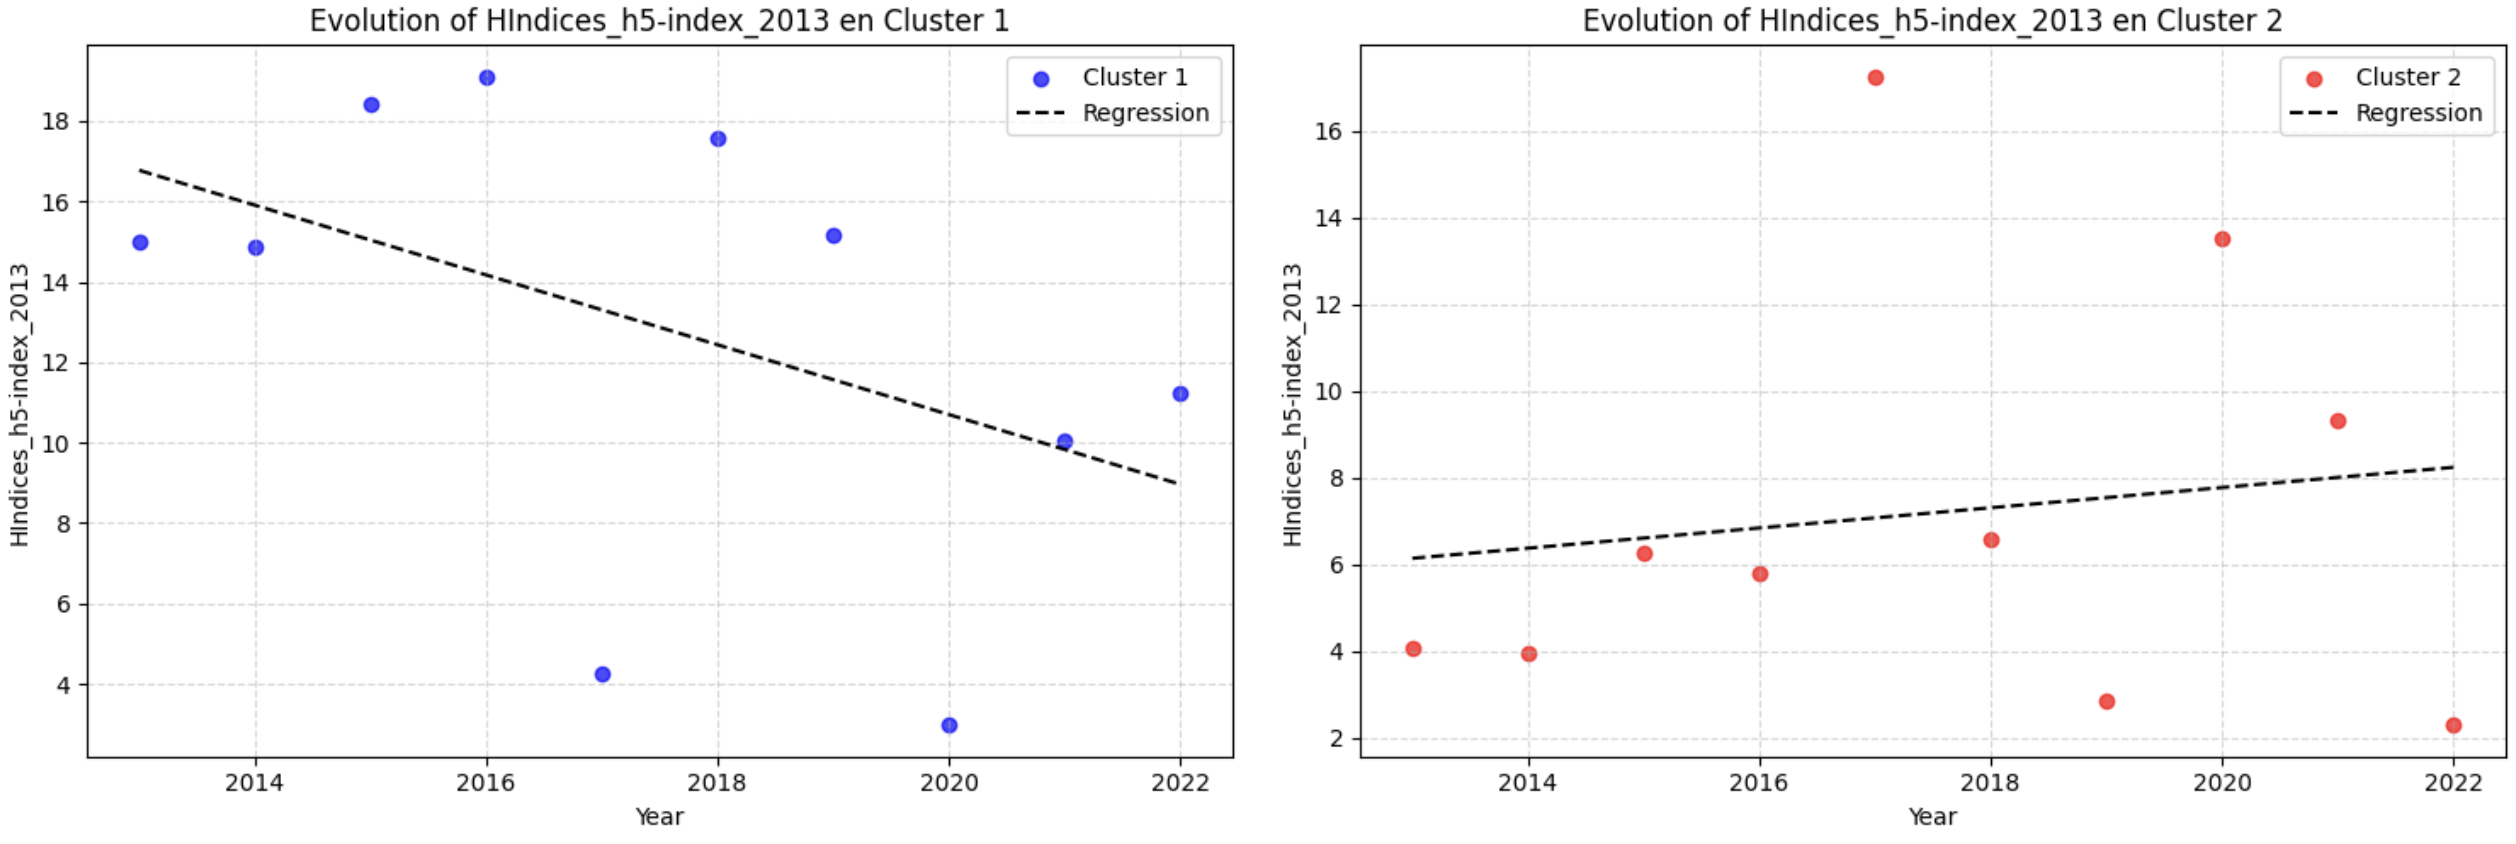 Evolution of HIndices_h5-index_2013 en Cluster 1
HIndices_h5-index_2013
18
16
14
12
10
8
6
4
2014
2016
2018
2020
2022
Year
Cluster 1
Regression
Evolution of HIndices_h5-index_2013 en Cluster 2
HIndices_h5-index_2013
16
14
12
10
8
6
4
2
2014
2016
2018
2020
2022
Year
Cluster 2
Regression